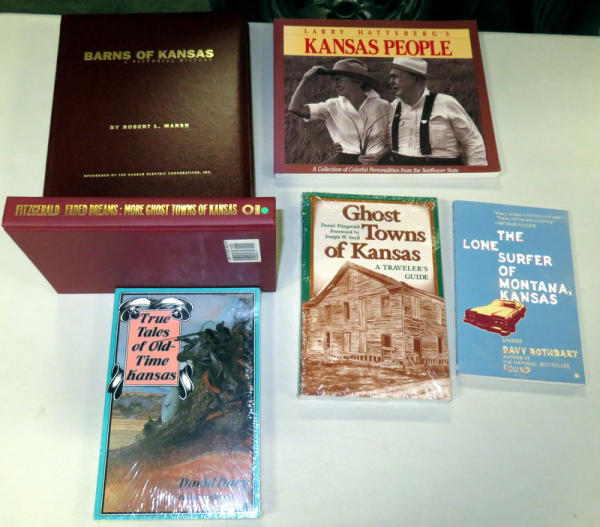 BARNS OF KANSAS
A PICTORIAL HISTORY
BY ROBERT L. MARSH
SPONSORED BY THE KANSAS ELECTRIC COOPERATIVES, INC.
LARRY HATTEBERG'S
KANSAS PEOPLE
A Collection of Colorful Personalities from the Sunflower State
FITZGERALD FADED DREAMS: MORE GHOST TOWNS OF KANSAS
Ghost
Daniel Fitzgerald
Foreword by
Joseph W. Snell
Towns
of Kansas
A TRAVELER'S
GUIDE
THE
LONE SURFER
OF
MONTANA,
KANSAS
STORIES
DAVY ROTHBART
AUTHOR OF
THE NATIONAL BESTSELLER
FOUND
True
Tales
of Old-
Time
Kansas
David Dary